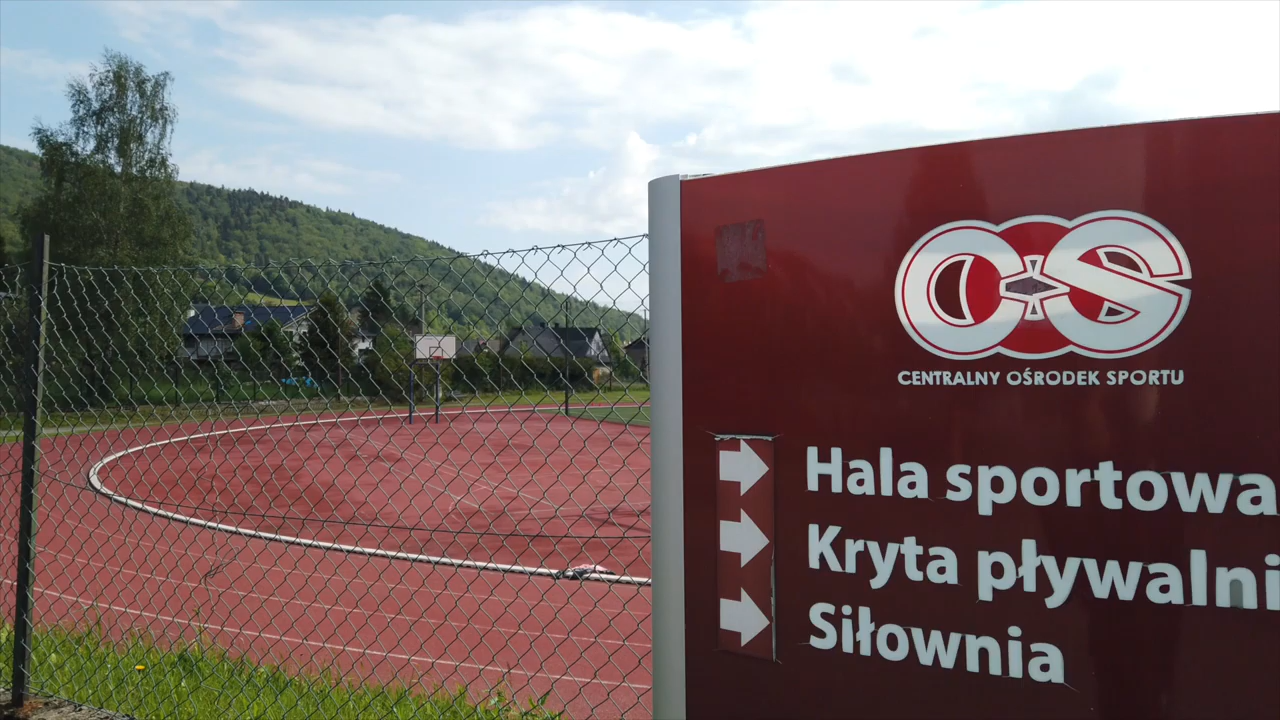 COS
CENTRALNY OŚRODEK SPORTU
Hala sportowa
Kryta pływalni
Siłownia